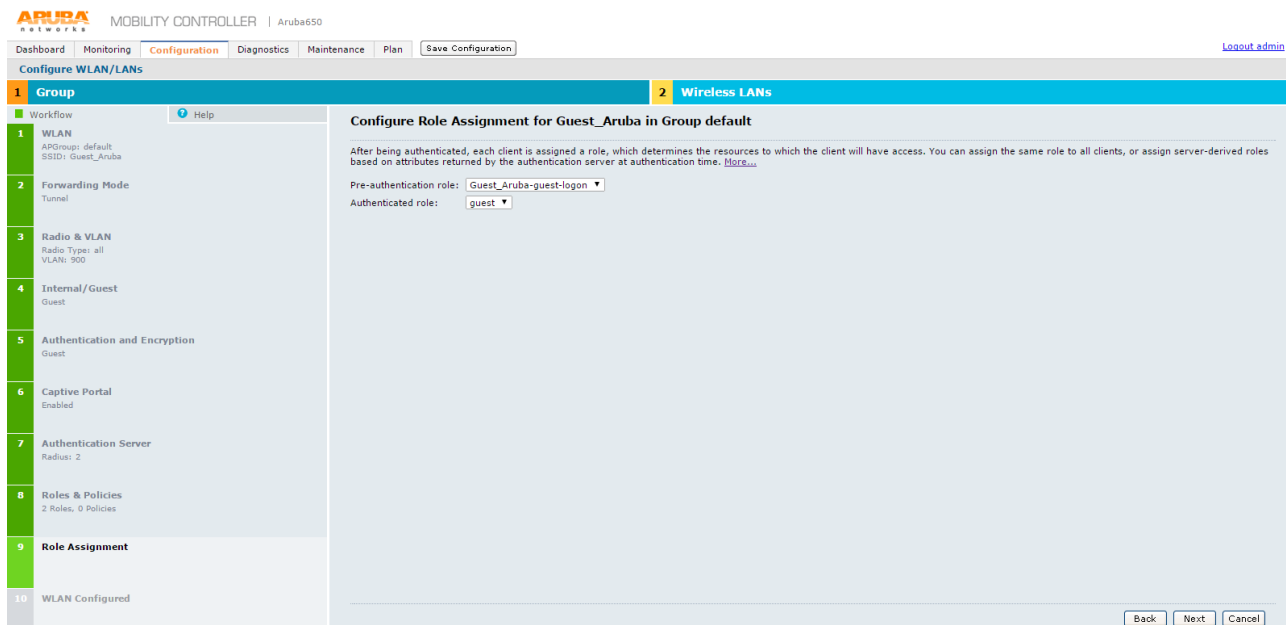 ARUBA
networks
MOBILITY CONTROLLER | Aruba650
Dashboard Monitoring Configuration Diagnostics Maintenance Plan Save Configuration Logout admin
Configure WLAN/LANs
1 Group
2 Wireless LANs
Workflow
? Help
1 WLAN
APGroup: default
SSID: Guest_Aruba
2 Forwarding Mode
Tunnel
3 Radio & VLAN
Radio Type: all
VLAN: 900
4 Internal/Guest
Guest
5 Authentication and Encryption
Guest
6 Captive Portal
Enabled
7 Authentication Server
Radius: 2
8 Roles & Policies
2 Roles, 0 Policies
9 Role Assignment
10 WLAN Configured
Configure Role Assignment for Guest_Aruba in Group default
After being authenticated, each client is assigned a role, which determines the resources to which the client will have access. You can assign the same role to all clients, or assign server-derived roles
based on attributes returned by the authentication server at authentication time. More...
Pre-authentication role: Guest_Aruba-guest-logon
Authenticated role: guest
Back Next Cancel